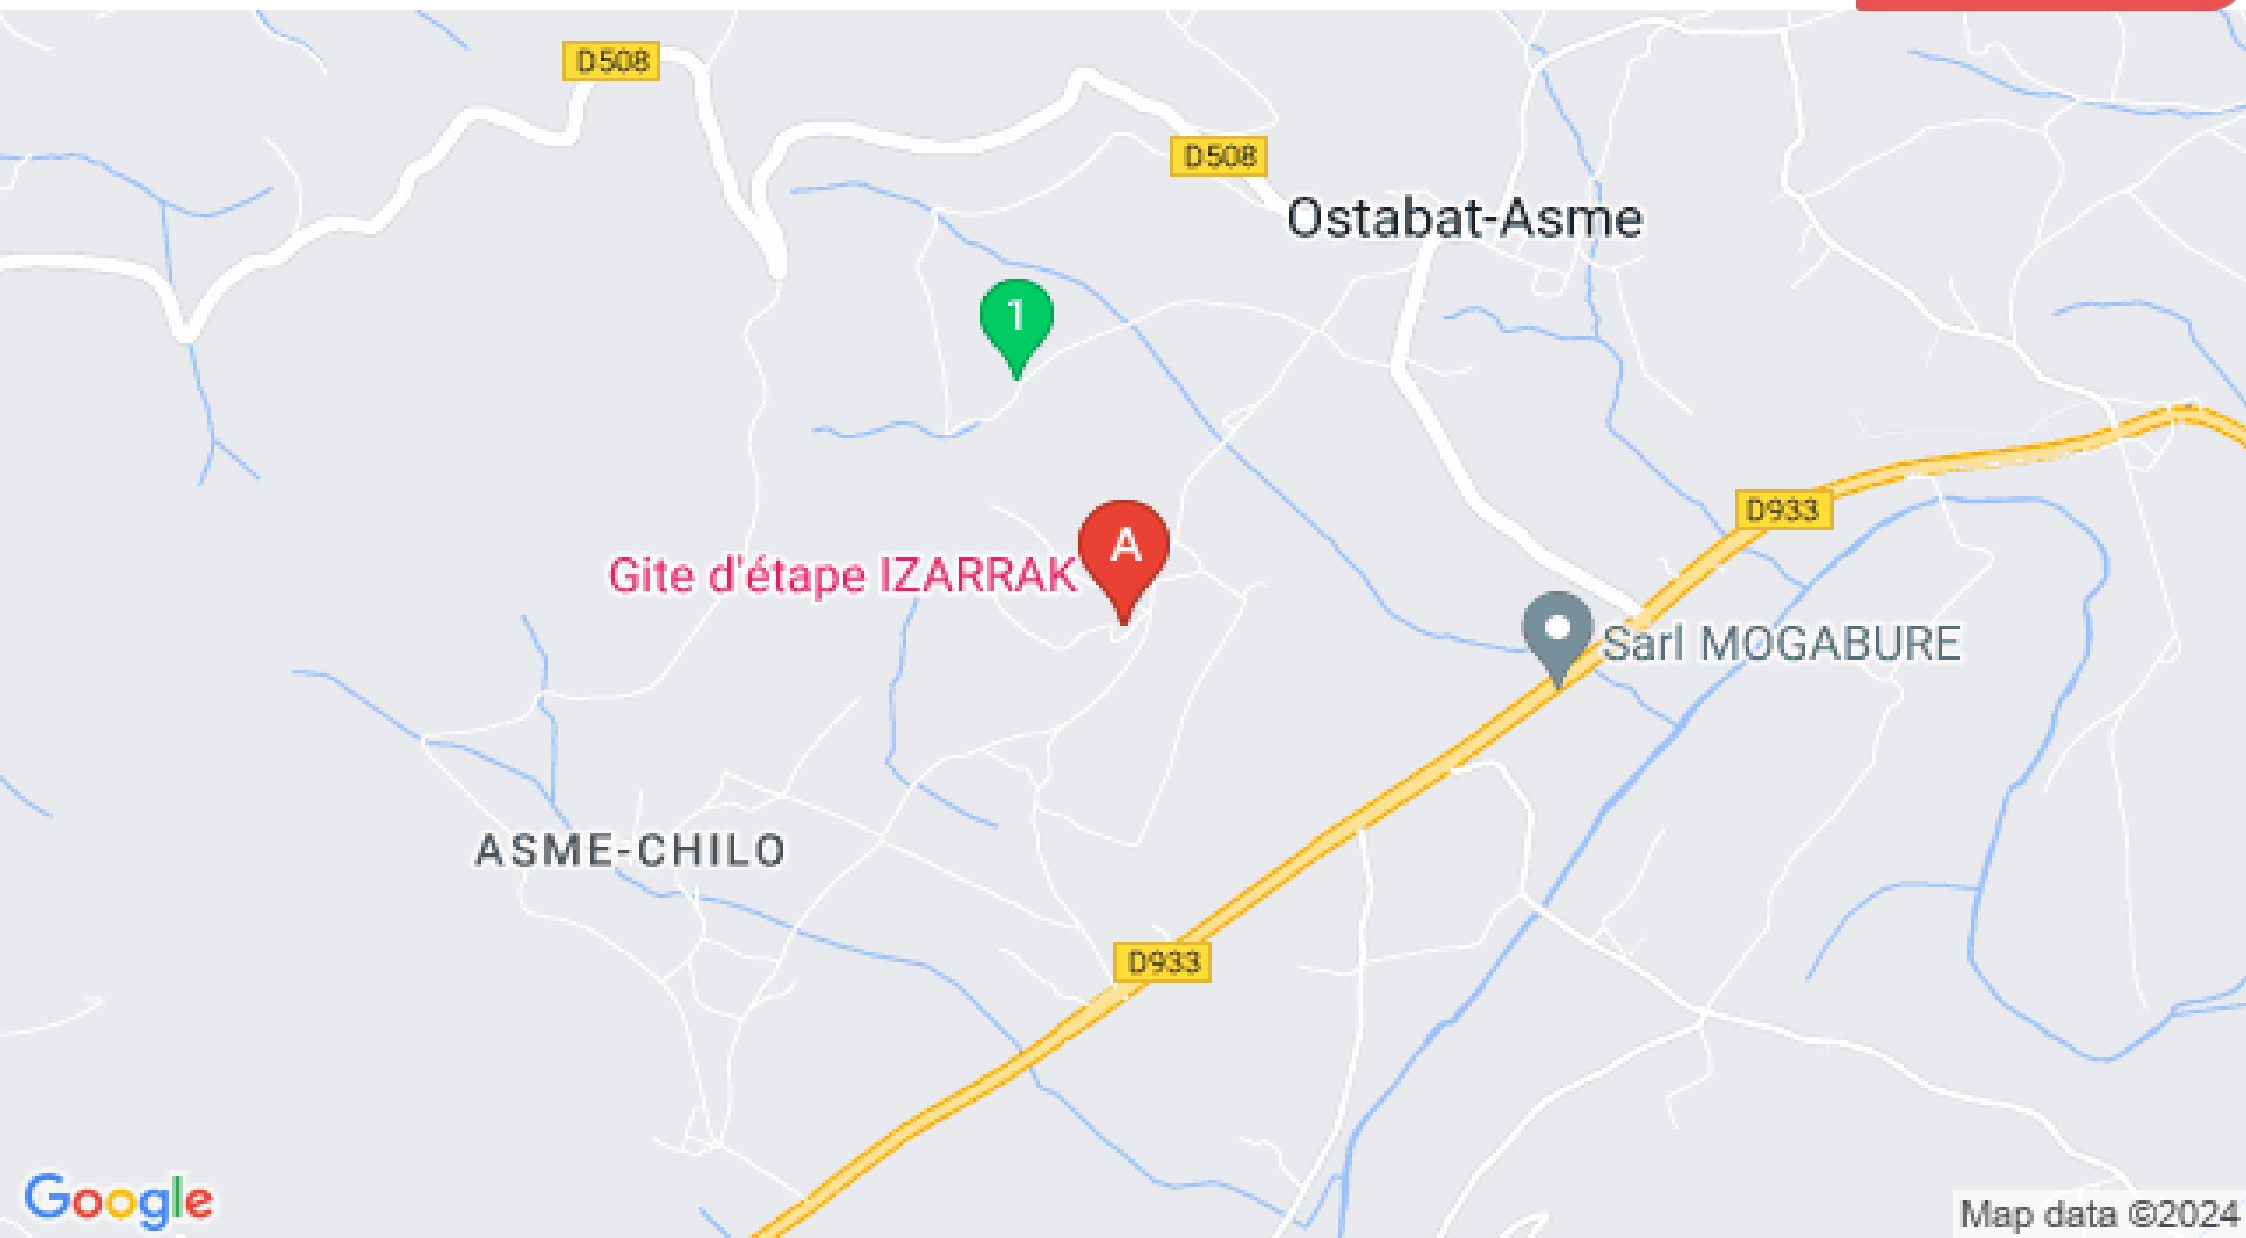 D508
D508
Ostabat-Asme
1
D933
A
Gite d'étape IZARRAK
Sarl MOGABURE
ASME-CHILO
D933
Google
Map data ©2024